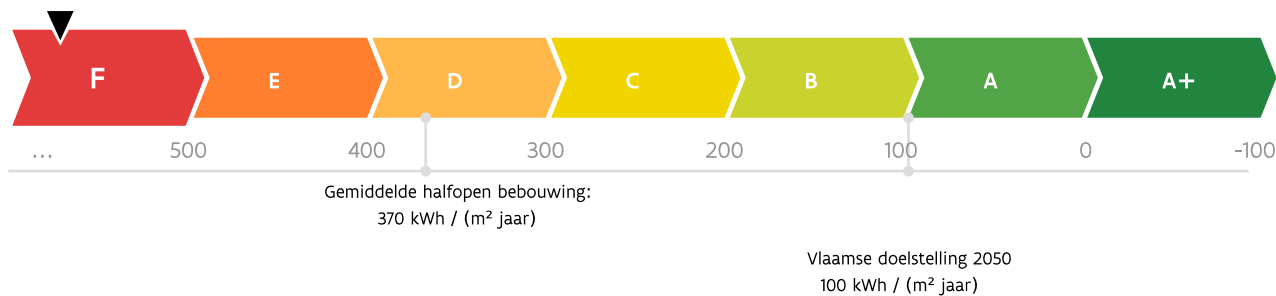 F E D C B A A+
... 500 400 300 200 100 0 -100
Gemiddelde halfopen bebouwing:
370 kWh / (m² jaar)
Vlaamse doelstelling 2050
100 kWh / (m² jaar)